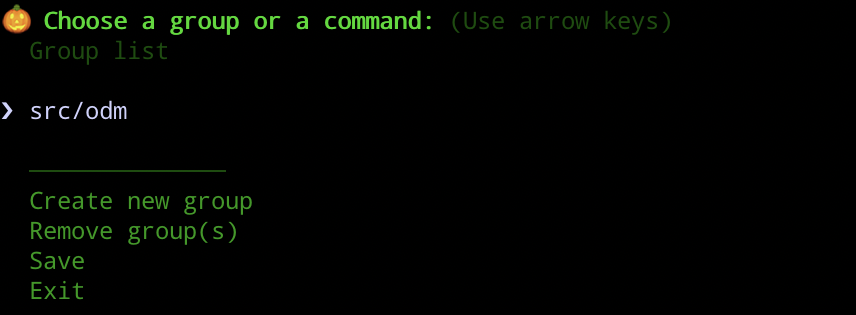 🎃 Choose a group or a command: (Use arrow keys)
Group list
❯ src/odm
──────────────
Create new group
Remove group(s)
Save
Exit